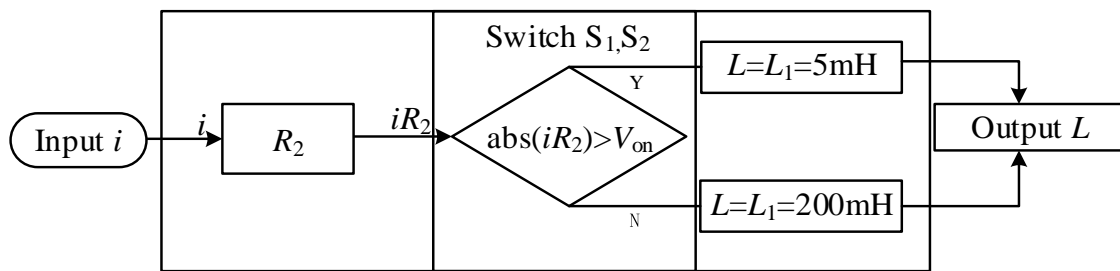 Switch S₁,S₂
Input i
i
R₂
iR₂
abs(iR₂)>Vₒₙ
Y
L=L₁=5mH
N
L=L₁=200mH
Output L